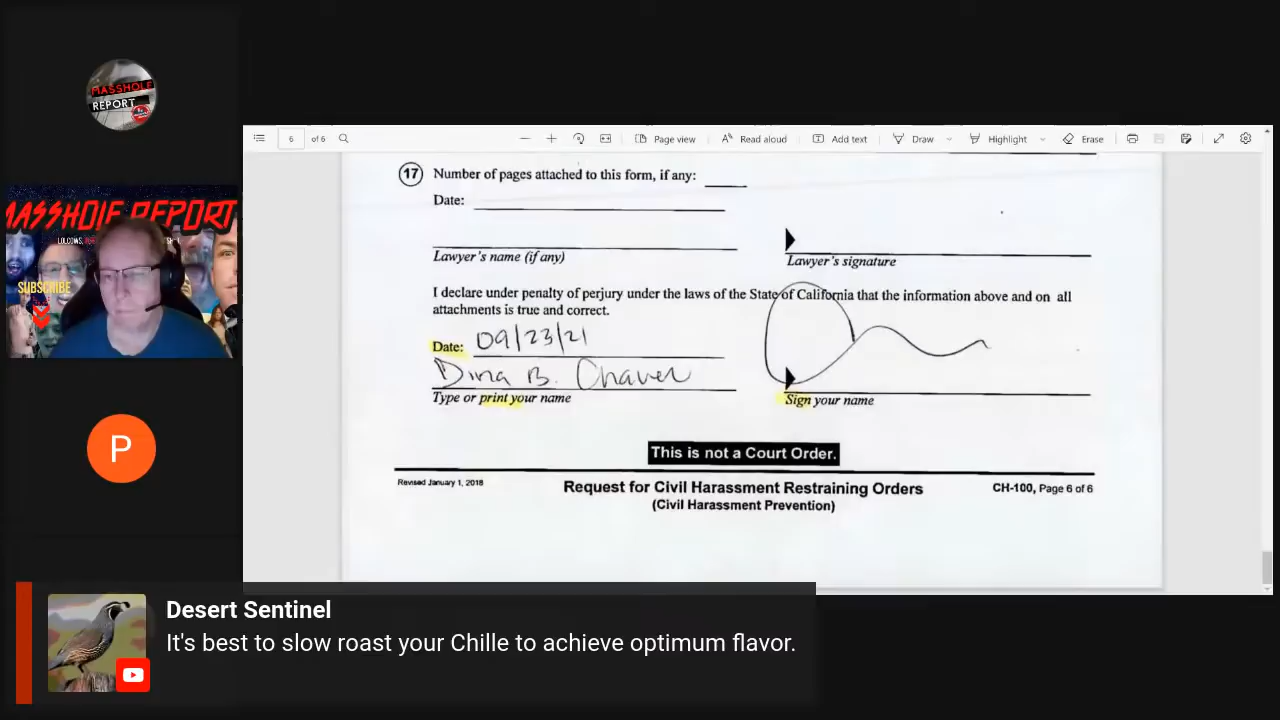 MASSHOLE
REPORT
MASSHOLE REPORT
SUBSCRIBE
P
6 of 6
Page view
Read aloud
Add text
Draw
Highlight
Erase
17 Number of pages attached to this form, if any:
Date:
Lawyer's name (if any)
Lawyer's signature
I declare under penalty of perjury under the laws of the State of California that the information above and on all
attachments is true and correct.
Date: 09/23/21
Dina B. Chavez
Type or print your name
Sign your name
This is not a Court Order.
Revised January 1, 2018
Request for Civil Harassment Restraining Orders
(Civil Harassment Prevention)
CH-100, Page 6 of 6
Desert Sentinel
It's best to slow roast your Chille to achieve optimum flavor.